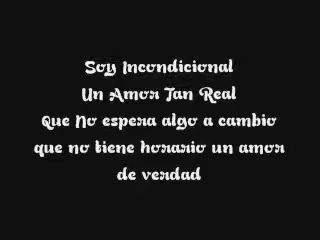 Soy Incondicional
Un Amor Tan Real
Que No espera algo a cambio
que no tiene horario un amor
de verdad